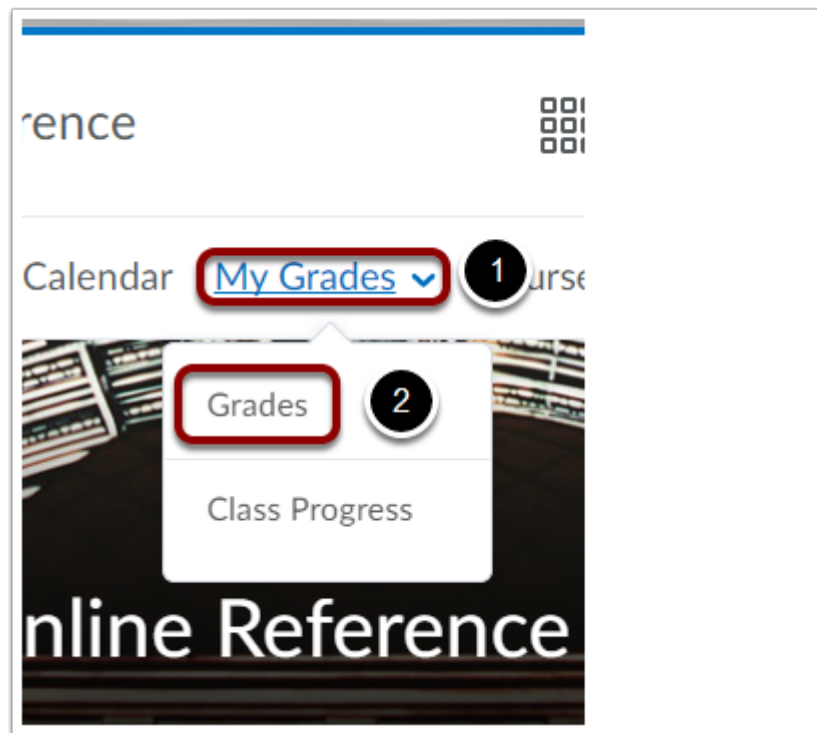 rence
Calendar My Grades 1 urse
Grades 2
Class Progress
nline Reference